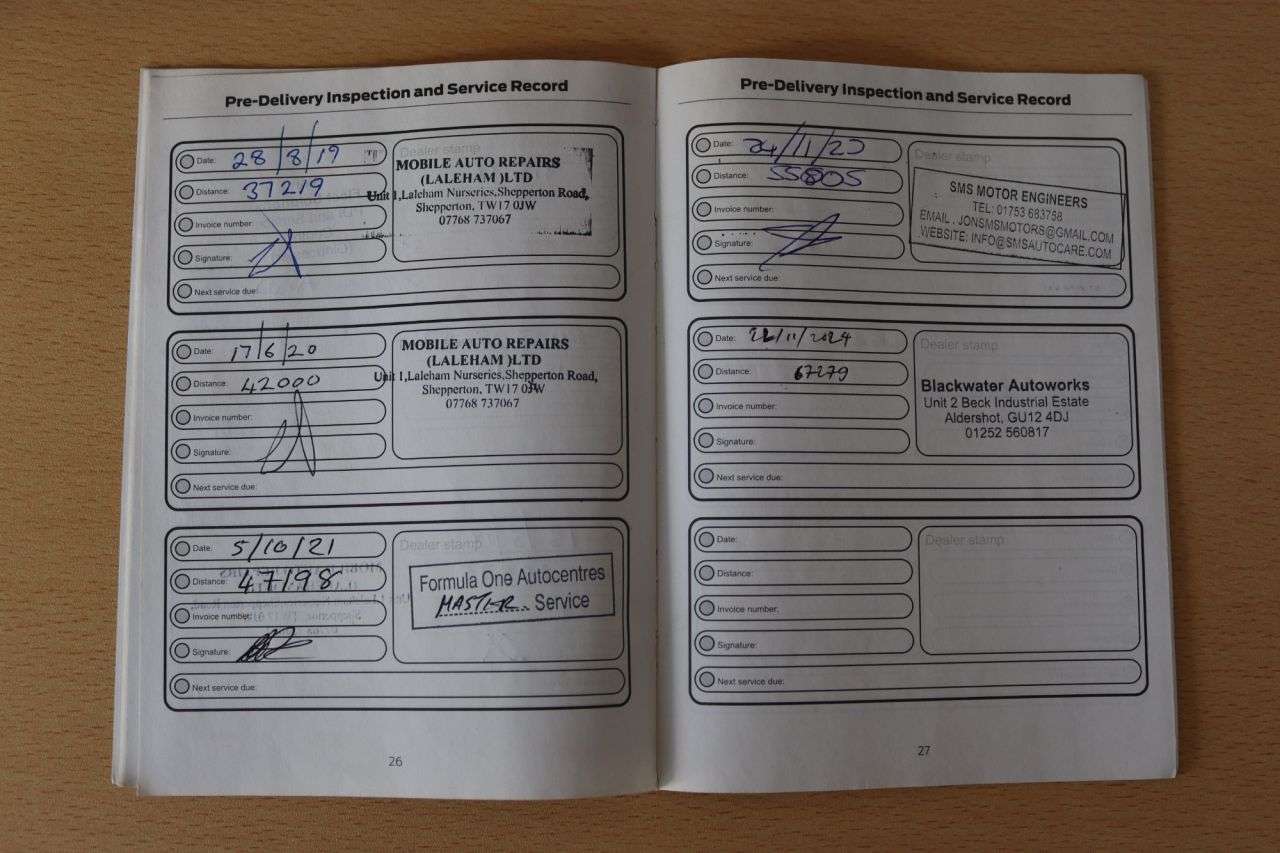 Pre-Delivery Inspection and Service Record
Date: 28/8/19
Distance: 37219
Invoice number:
Signature:
Next service due:
Dealer stamp
MOBILE AUTO REPAIRS
(LALEHAM )LTD
Unit 1,Laleham Nurseries,Shepperton Road,
Shepperton, TW17 0JW
07768 737067
Date: 17/6/20
Distance: 42000
Invoice number:
Signature:
Next service due:
MOBILE AUTO REPAIRS
(LALEHAM )LTD
Unit 1,Laleham Nurseries,Shepperton Road,
Shepperton, TW17 0JW
07768 737067
Date: 5/10/21
Distance: 47198
Invoice number:
Signature:
Next service due:
Dealer stamp
Formula One Autocentres
MASTER Service
26
Pre-Delivery Inspection and Service Record
Date:
Distance: 55805
Invoice number:
Signature:
Next service due:
Dealer stamp
SMS MOTOR ENGINEERS
TEL: 01753 683758
EMAIL . JONSMSMOTORS@GMAIL.COM
WEBSITE: INFO@SMSAUTOCARE.COM
Date: 22/11/2024
Distance: 67279
Invoice number:
Signature:
Next service due:
Dealer stamp
Blackwater Autoworks
Unit 2 Beck Industrial Estate
Aldershot, GU12 4DJ
01252 560817
Date:
Distance:
Invoice number:
Signature:
Next service due:
Dealer stamp
27